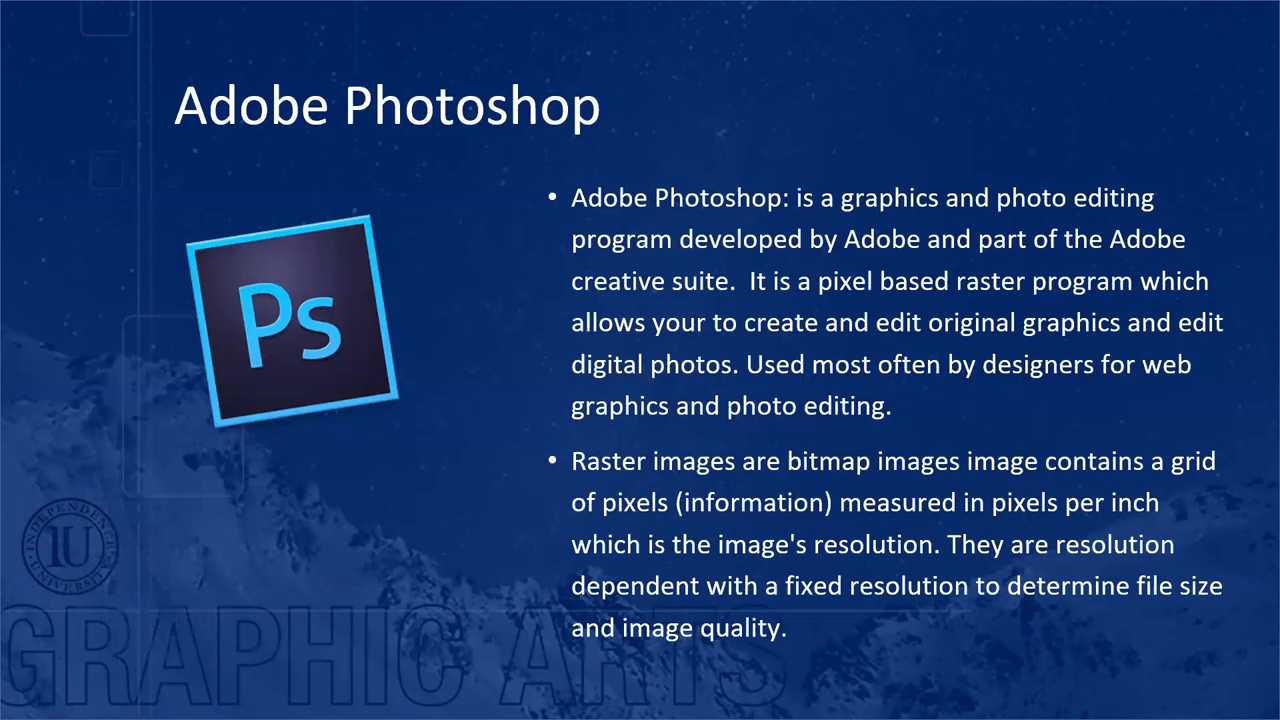 Adobe Photoshop
Ps
• Adobe Photoshop: is a graphics and photo editing
program developed by Adobe and part of the Adobe
creative suite.  It is a pixel based raster program which
allows your to create and edit original graphics and edit
digital photos. Used most often by designers for web
graphics and photo editing.
• Raster images are bitmap images image contains a grid
of pixels (information) measured in pixels per inch
which is the image's resolution. They are resolution
dependent with a fixed resolution to determine file size
and image quality.
INDEPENDENCE
IU
UNIVERSITY
GRAPHIC ARTS